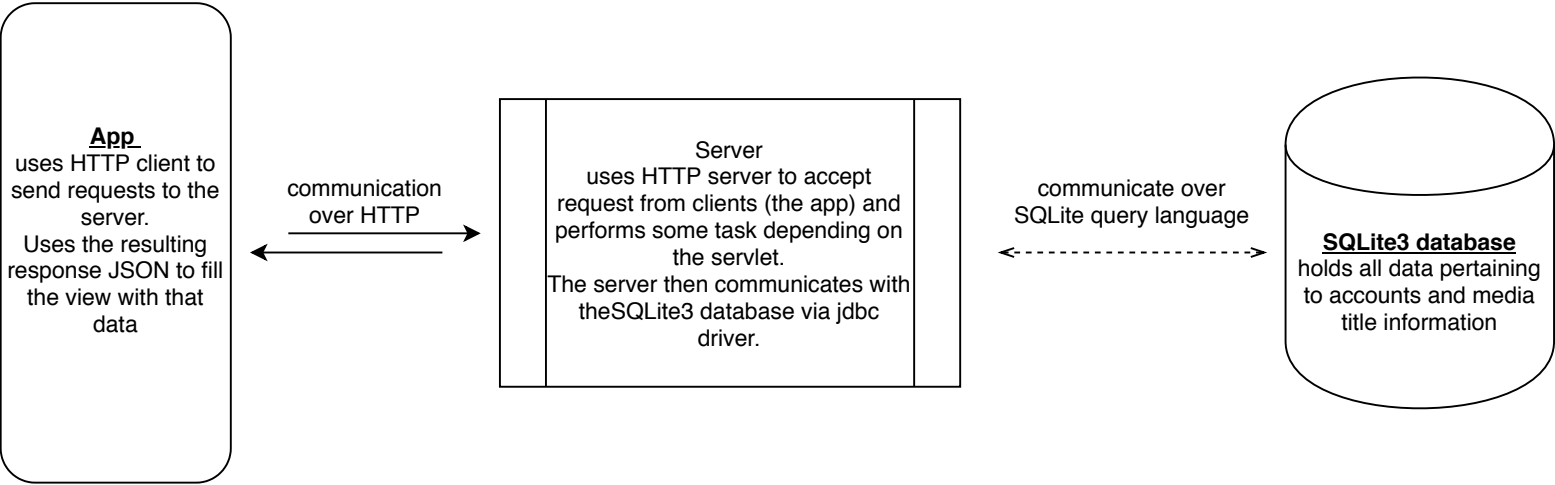 App
uses HTTP client to
send requests to the
server.
Uses the resulting
response JSON to fill
the view with that
data
communication
over HTTP
Server
uses HTTP server to accept
request from clients (the app) and
performs some task depending on
the servlet.
The server then communicates with
theSQLite3 database via jdbc
driver.
communicate over
SQLite query language
SQLite3 database
holds all data pertaining
to accounts and media
title information